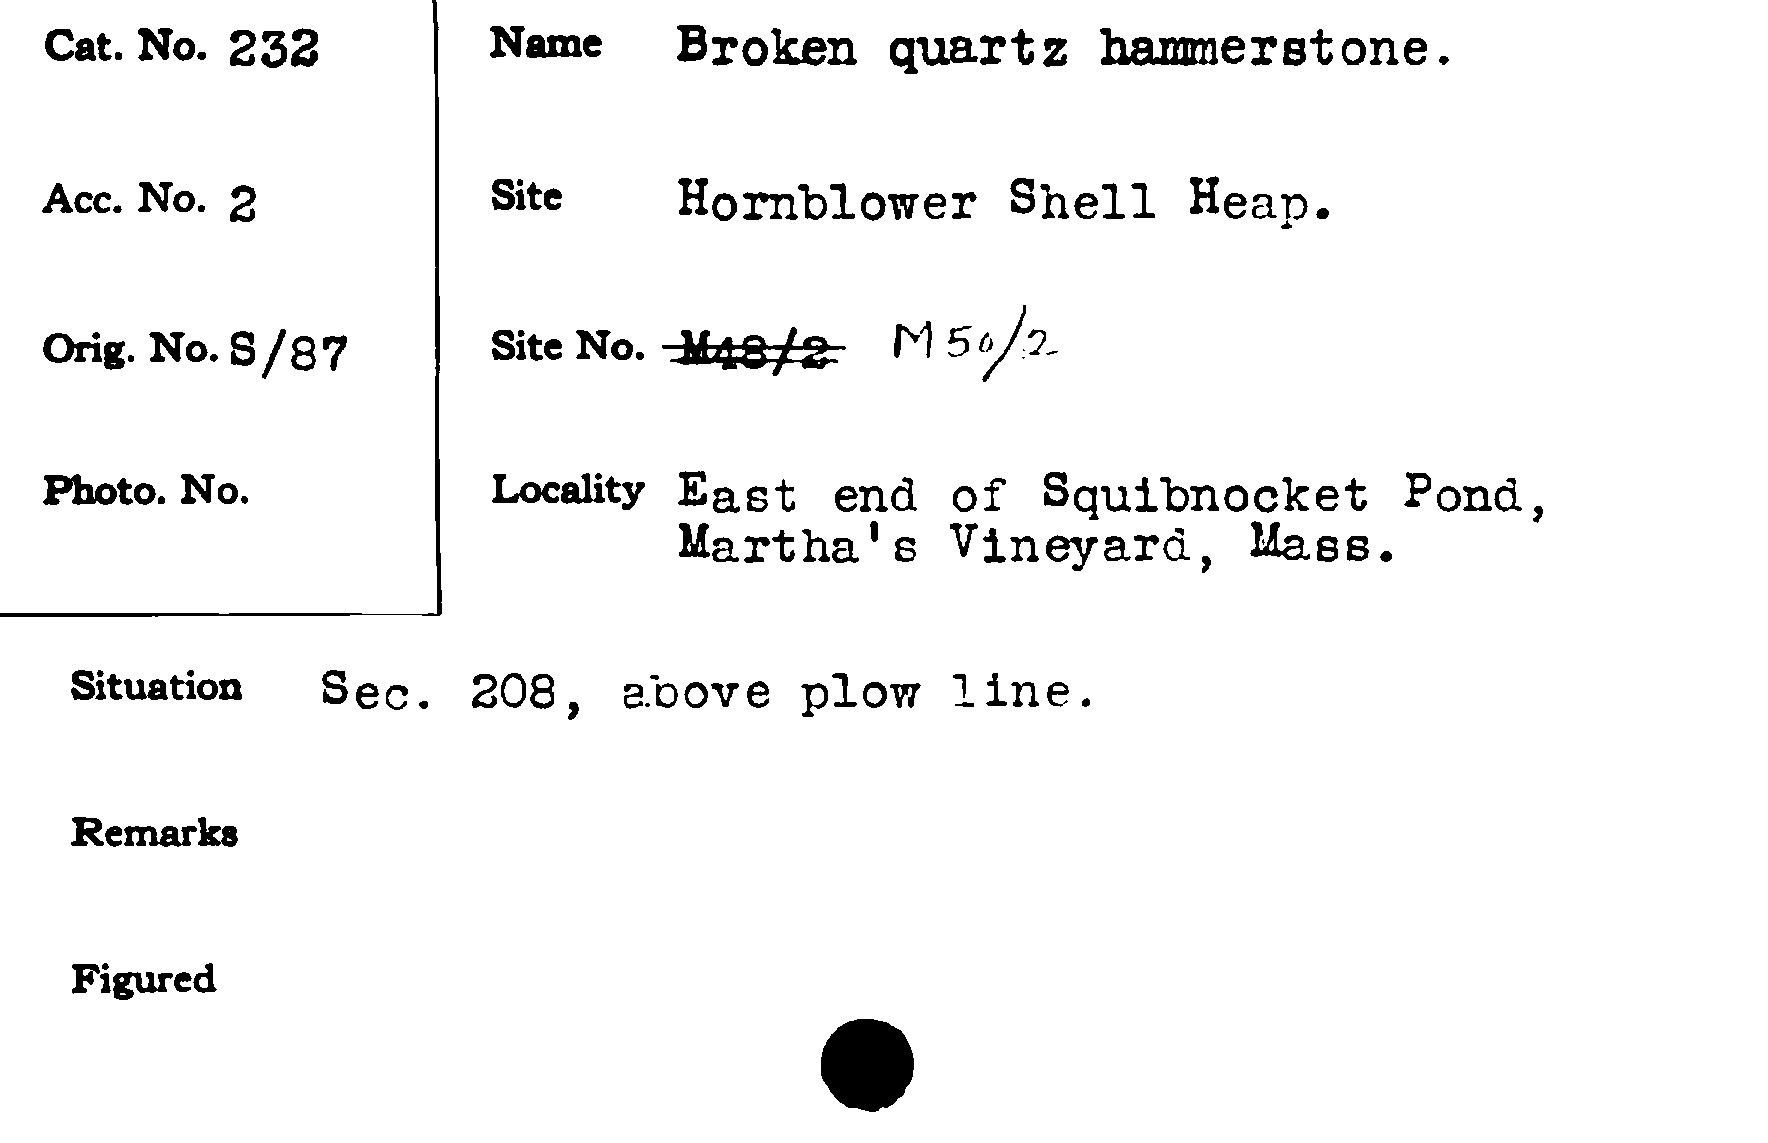 Cat. No. 232
Name Broken quartz hammerstone.
Acc. No. 2
Site Hornblower Shell Heap.
Orig. No. S/87
Site No. M48/2 M50/2
Photo. No.
Locality East end of Squibnocket Pond,
Martha's Vineyard, Mass.
Situation Sec. 208, above plow line.
Remarks
Figured